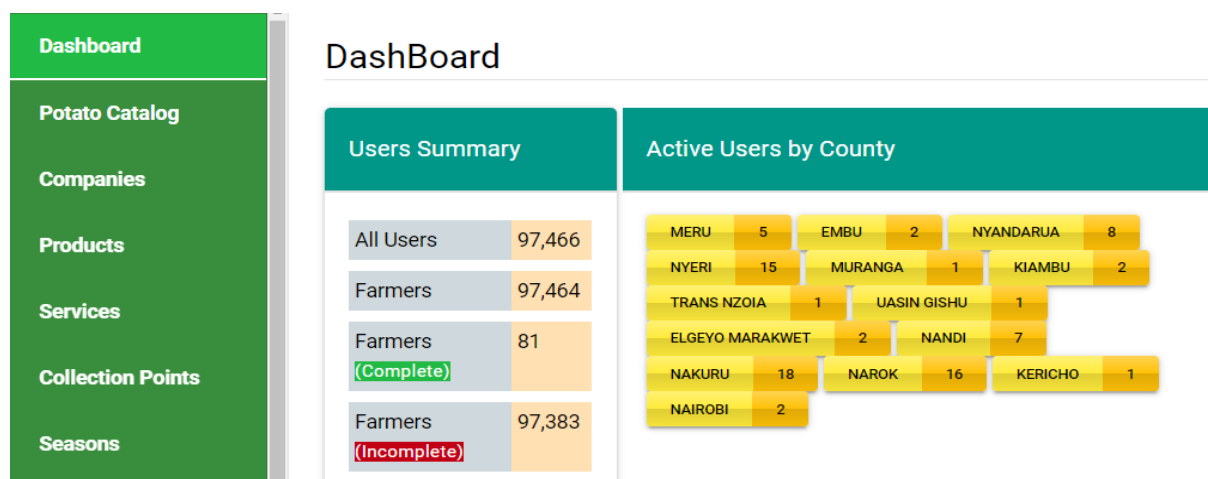 Dashboard
Potato Catalog
Companies
Products
Services
Collection Points
Seasons
DashBoard
Users Summary
All Users 97,466
Farmers 97,464
Farmers 81
(Complete)
Farmers 97,383
(Incomplete)
Active Users by County
MERU 5 EMBU 2 NYANDARUA 8
NYERI 15 MURANGA 1 KIAMBU 2
TRANS NZOIA 1 UASIN GISHU 1
ELGEYO MARAKWET 2 NANDI 7
NAKURU 18 NAROK 16 KERICHO 1
NAIROBI 2